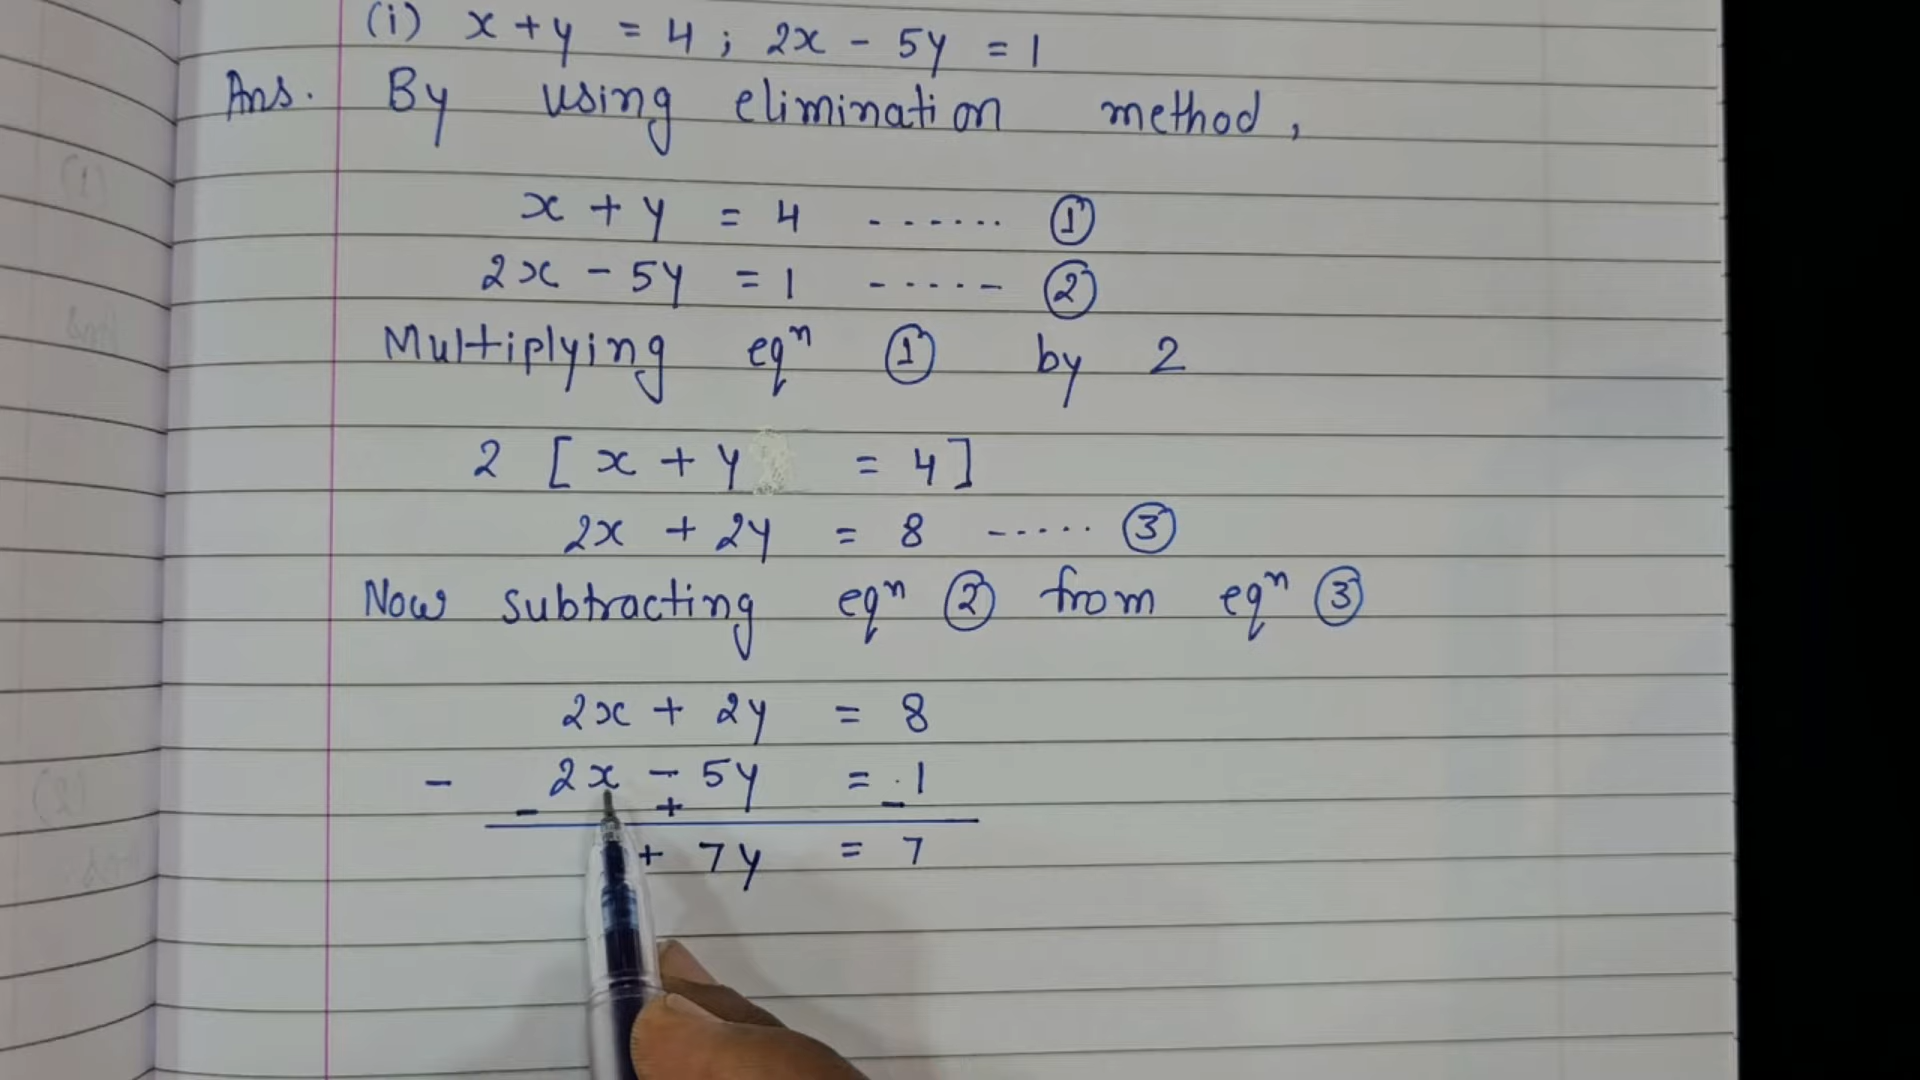 (i) x + y = 4 ; 2x - 5y = 1
Ans. By using elimination method,
x + y = 4 ...... ①
2x - 5y = 1 ----- ②
Multiplying eqⁿ ① by 2
2 [ x + y = 4 ]
2x + 2y = 8 ----- ③
Now subtracting eqⁿ ② from eqⁿ ③
2x + 2y = 8
- 2x - 5y = 1
- + -
+ 7y = 7